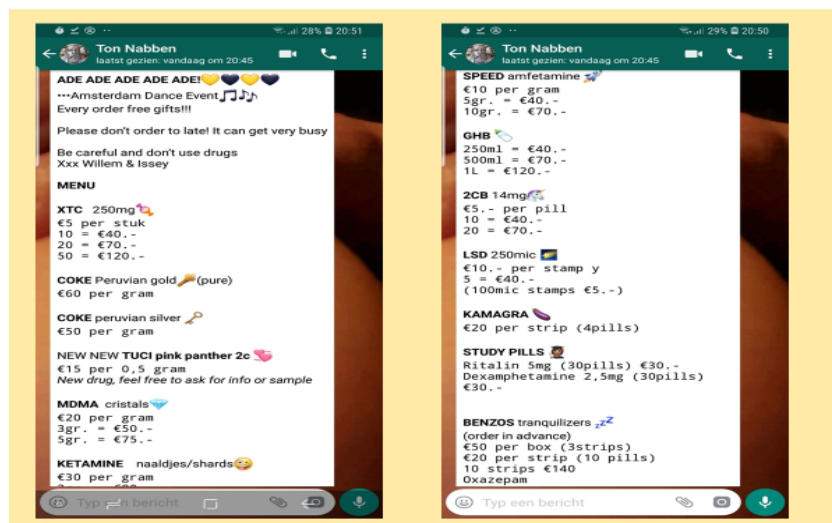 28% 20:51
Ton Nabben
laatst gezien: vandaag om 20:45
ADE ADE ADE ADE ADE!💛🖤💛🖤
···Amsterdam Dance Event🎵🎶
Every order free gifts!!!
Please don't order to late! It can get very busy
Be careful and don't use drugs
Xxx Willem & Issey
MENU
XTC 250mg🍬
€5 per stuk
10 = €40.-
20 = €70.-
50 = €120.-
COKE Peruvian gold🔑(pure)
€60 per gram
COKE peruvian silver🗝
€50 per gram
NEW NEW TUCI pink panther 2c💕
€15 per 0,5 gram
New drug, feel free to ask for info or sample
MDMA cristals💎
€20 per gram
3gr. = €50.-
5gr. = €75.-
KETAMINE naaldjes/shards😜
€30 per gram
Typ een bericht
29% 20:50
Ton Nabben
laatst gezien: vandaag om 20:45
SPEED amfetamine🚀
€10 per gram
5gr. = €40.-
10gr. = €70.-
GHB🍼
250ml = €40.-
500ml = €70.-
1L = €120.-
2CB 14mg🦄
€5.- per pill
10 = €40.-
20 = €70.-
LSD 250mic🌠
€10.- per stamp y
5 = €40.-
(100mic stamps €5.-)
KAMAGRA🍆
€20 per strip (4pills)
STUDY PILLS👩🏾‍🎓
Ritalin 5mg (30pills) €30.-
Dexamphetamine 2,5mg (30pills)
€30.-
BENZOS tranquilizers💤
(order in advance)
€50 per box (3strips)
€20 per strip (10 pills)
10 strips €140
Oxazepam
Typ een bericht